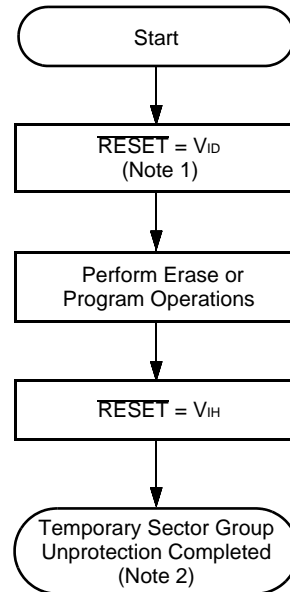 Start
RESET = VID
(Note 1)
Perform Erase or
Program Operations
RESET = VIH
Temporary Sector Group
Unprotection Completed
(Note 2)